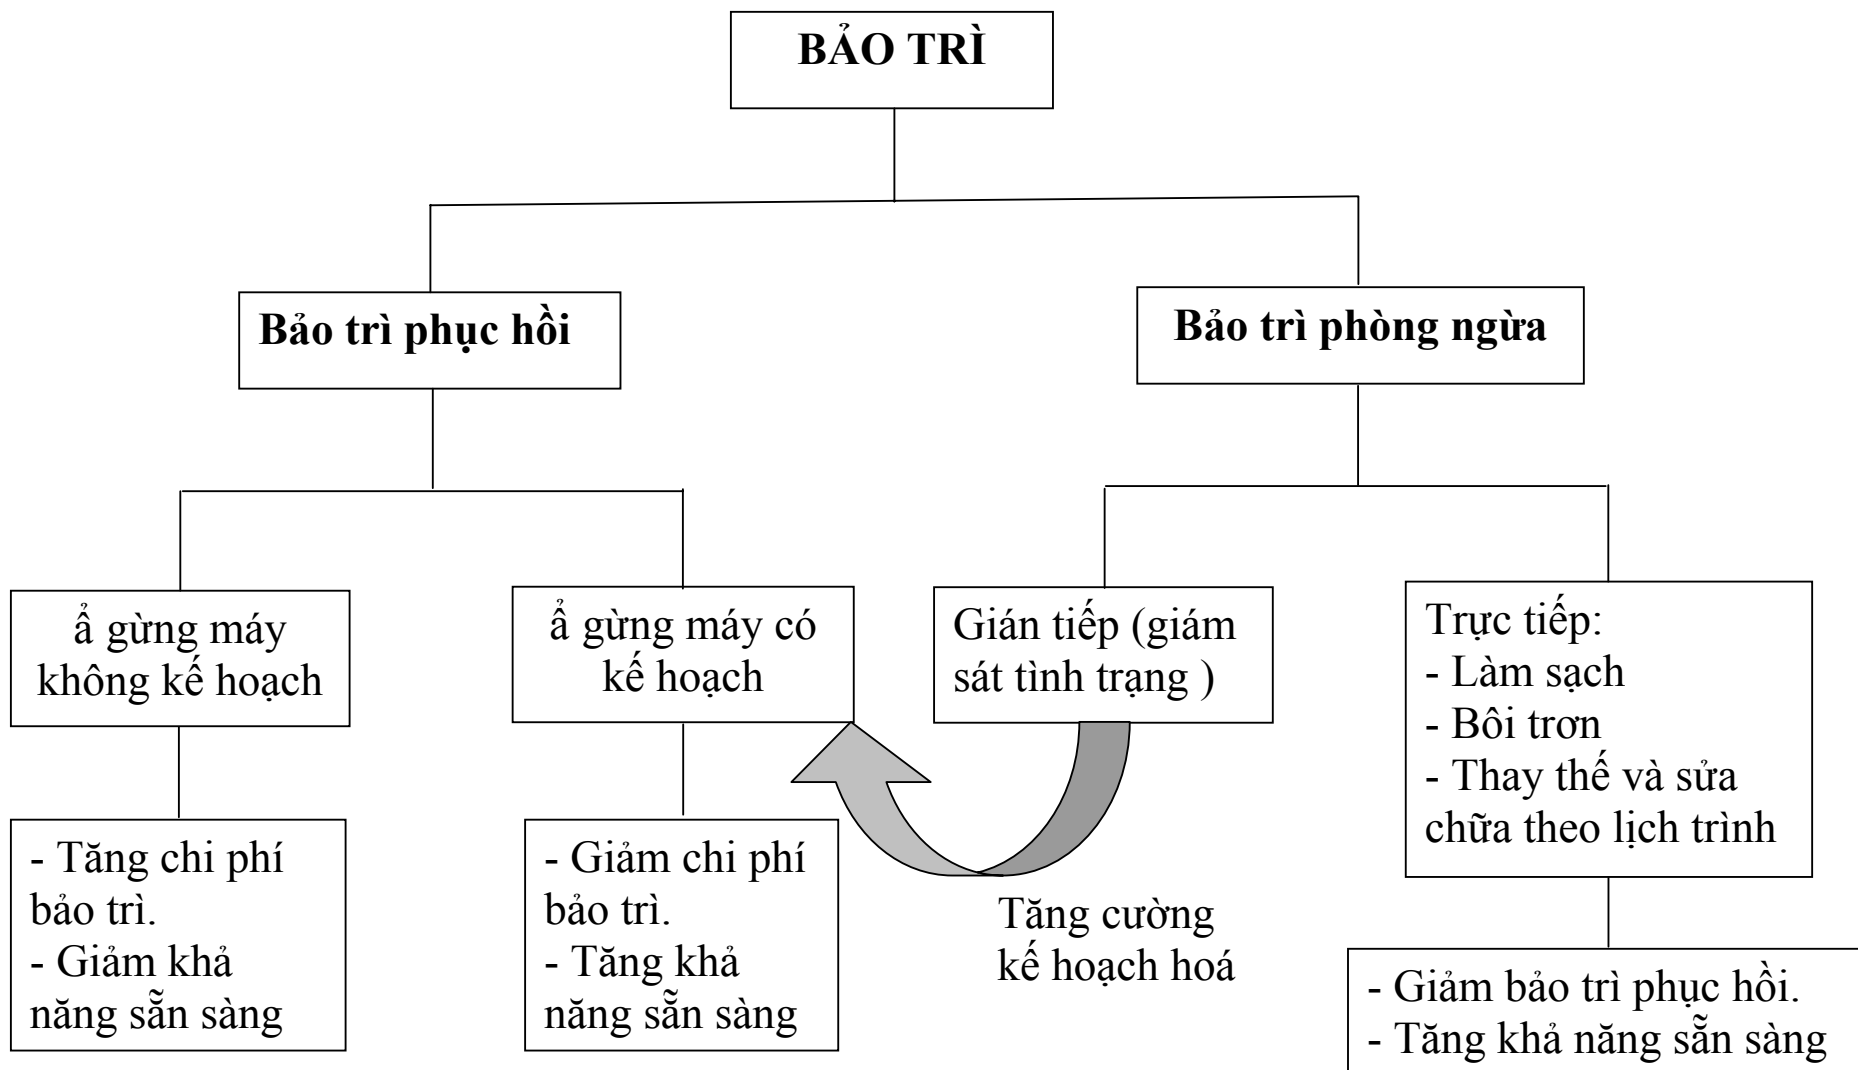 BẢO TRÌ
Bảo trì phục hồi
Bảo trì phòng ngừa
ẩ gừng máy
không kế hoạch
ẩ gừng máy có
kế hoạch
Gián tiếp (giám
sát tình trạng )
Trực tiếp:
- Làm sạch
- Bôi trơn
- Thay thế và sửa
chữa theo lịch trình
- Tăng chi phí
bảo trì.
- Giảm khả
năng sẵn sàng
- Giảm chi phí
bảo trì.
- Tăng khả
năng sẵn sàng
Tăng cường
kế hoạch hoá
- Giảm bảo trì phục hồi.
- Tăng khả năng sẵn sàng